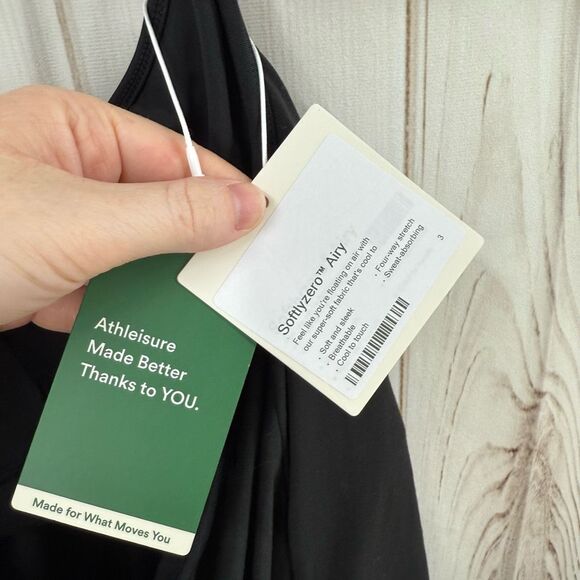 Athleisure
Made Better
Thanks to YOU.
Made for What Moves You
Softlyzero™ Airy
Feel like you're floating on air with
our super-soft fabric that's cool to
· Soft and sleek
· Breathable
· Cool to touch
· Four-way stretch
· Sweat-absorbing
3